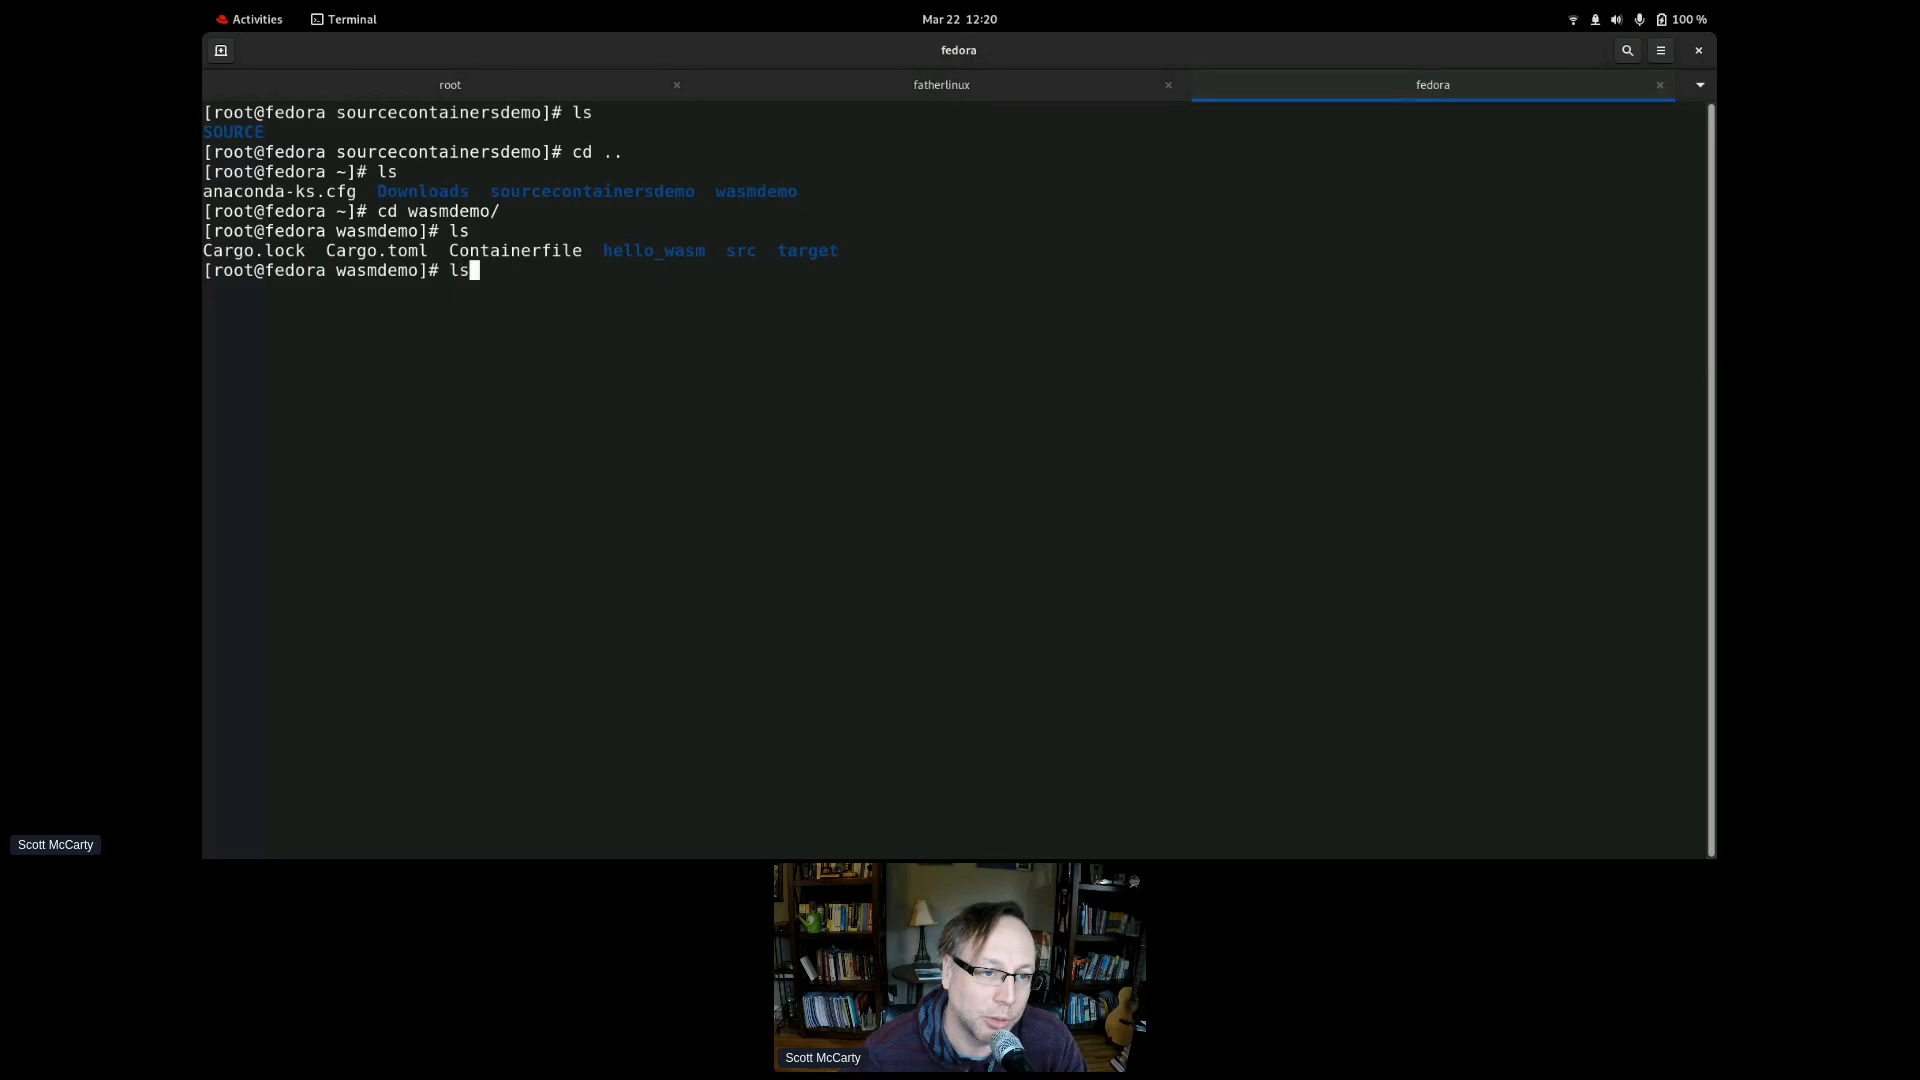 Activities Terminal Mar 22 12:20 100 %
fedora
root fatherlinux fedora
[root@fedora sourcecontainersdemo]# ls
SOURCE
[root@fedora sourcecontainersdemo]# cd ..
[root@fedora ~]# ls
anaconda-ks.cfg Downloads sourcecontainersdemo wasmdemo
[root@fedora ~]# cd wasmdemo/
[root@fedora wasmdemo]# ls
Cargo.lock Cargo.toml Containerfile hello_wasm src target
[root@fedora wasmdemo]# ls
Scott McCarty
Scott McCarty